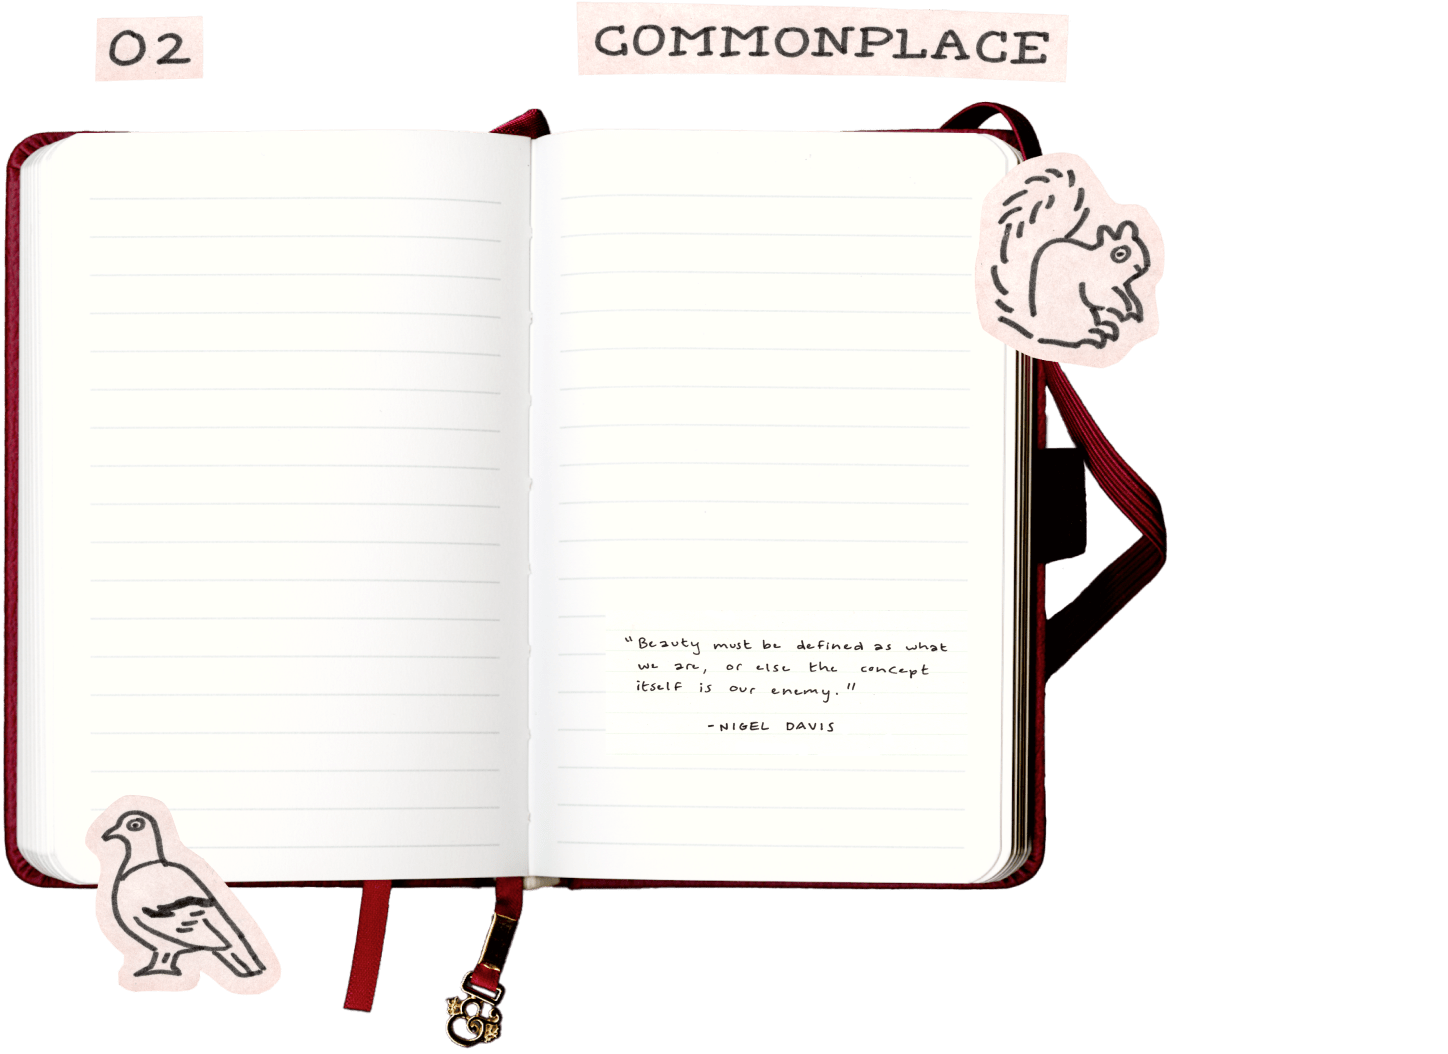 02
COMMONPLACE
"Beauty must be defined as what
we are, or else the concept
itself is our enemy."
-NIGEL DAVIS